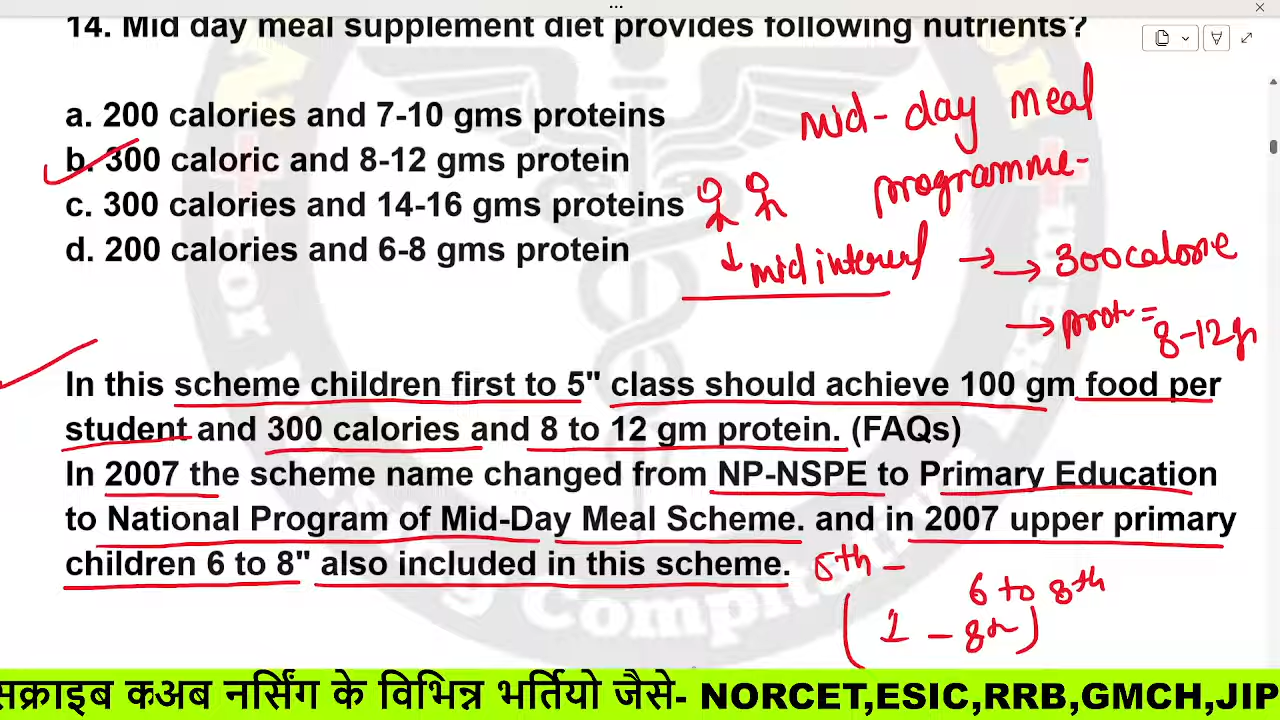 14. Mid day meal supplement diet provides following nutrients?
a. 200 calories and 7-10 gms proteins
b. 300 caloric and 8-12 gms protein
c. 300 calories and 14-16 gms proteins
d. 200 calories and 6-8 gms protein
mid-day meal
programme-
mid interval
300 calorie
prot =
8-12 gm
In this scheme children first to 5" class should achieve 100 gm food per
student and 300 calories and 8 to 12 gm protein. (FAQs)
In 2007 the scheme name changed from NP-NSPE to Primary Education
to National Program of Mid-Day Meal Scheme. and in 2007 upper primary
children 6 to 8" also included in this scheme.
5th -
6 to 8th
(1 - 8th)
सक्राइब कअब नर्सिंग के विभिन्न भर्तियो जैसे- NORCET,ESIC,RRB,GMCH,JIP